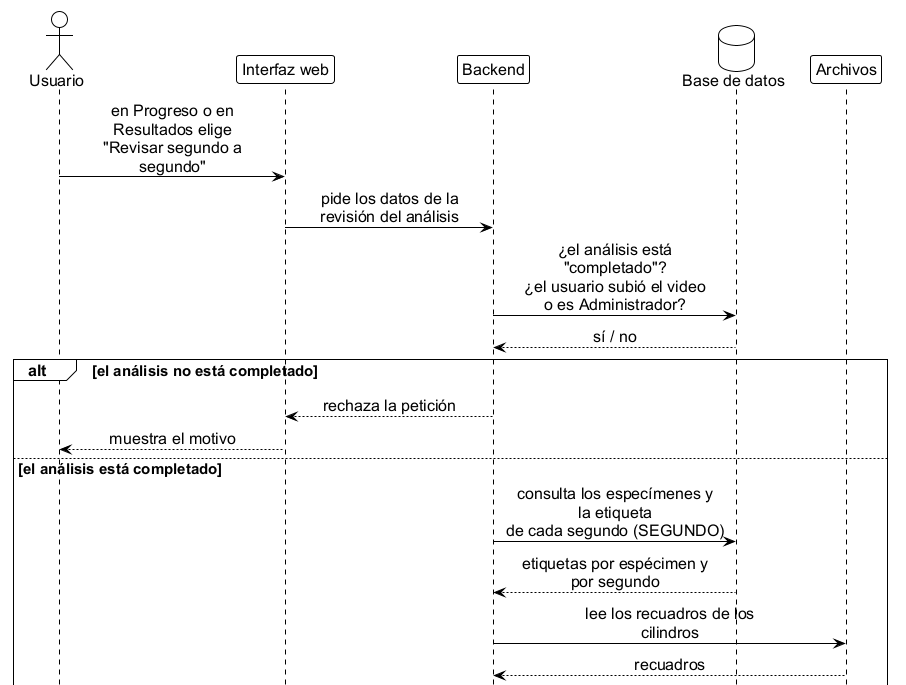 Usuario
Interfaz web
Backend
Base de datos
Archivos
en Progreso o en
Resultados elige
"Revisar segundo a
segundo"
pide los datos de la
revisión del análisis
¿el análisis está
"completado"?
¿el usuario subió el video
o es Administrador?
sí / no
alt
[el análisis no está completado]
rechaza la petición
muestra el motivo
[el análisis está completado]
consulta los especímenes y
la etiqueta
de cada segundo (SEGUNDO)
etiquetas por espécimen y
por segundo
lee los recuadros de los
cilindros
recuadros